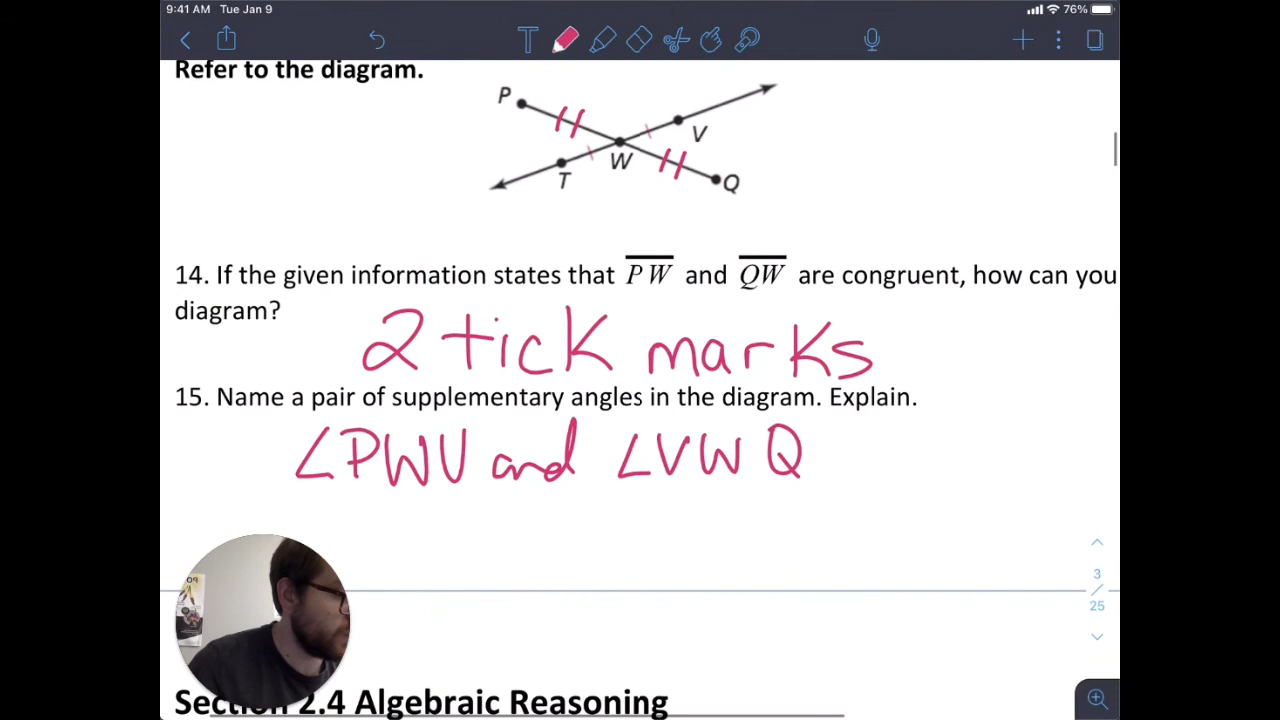 9:41 AM Tue Jan 9 76%
T
Refer to the diagram.
P
V
W
T
Q
14. If the given information states that PW and QW are congruent, how can you
diagram?
2 tick marks
15. Name a pair of supplementary angles in the diagram. Explain.
∠PWV and ∠VWQ
3
/
25
Section 2.4 Algebraic Reasoning